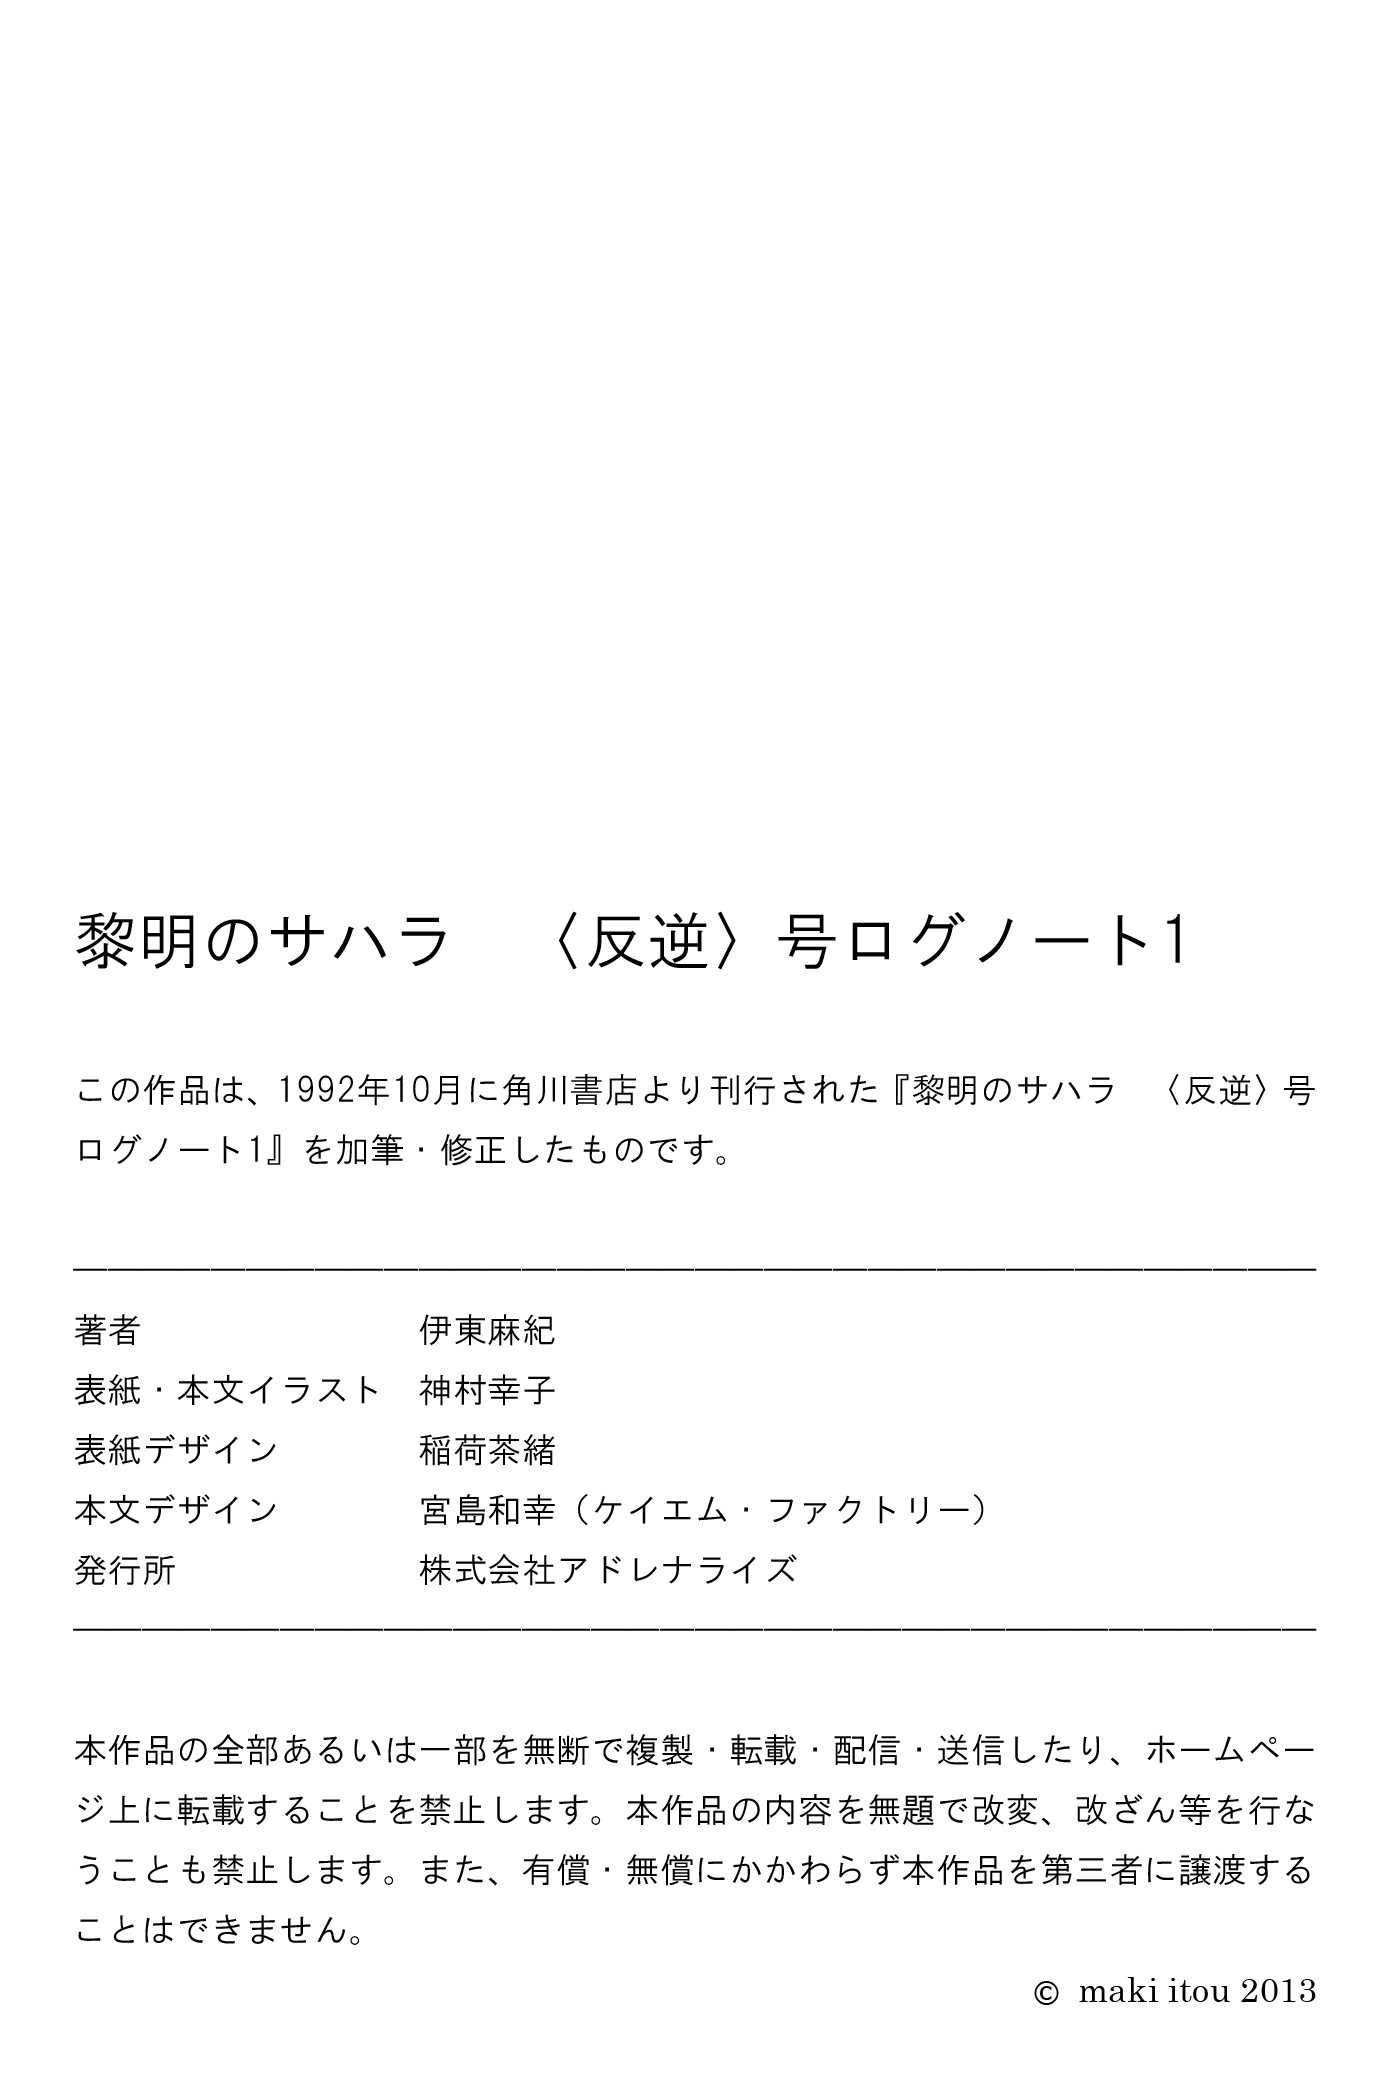 黎明のサハラ　〈反逆〉号ログノート1
この作品は、1992年10月に角川書店より刊行された『黎明のサハラ　〈反逆〉号
ログノート1』を加筆・修正したものです。
著者　伊東麻紀
表紙・本文イラスト　神村幸子
表紙デザイン　稲荷茶緒
本文デザイン　宮島和幸（ケイエム・ファクトリー）
発行所　株式会社アドレナライズ
本作品の全部あるいは一部を無断で複製・転載・配信・送信したり、ホームペー
ジ上に転載することを禁止します。本作品の内容を無題で改変、改ざん等を行な
うことも禁止します。また、有償・無償にかかわらず本作品を第三者に譲渡する
ことはできません。
© maki itou 2013